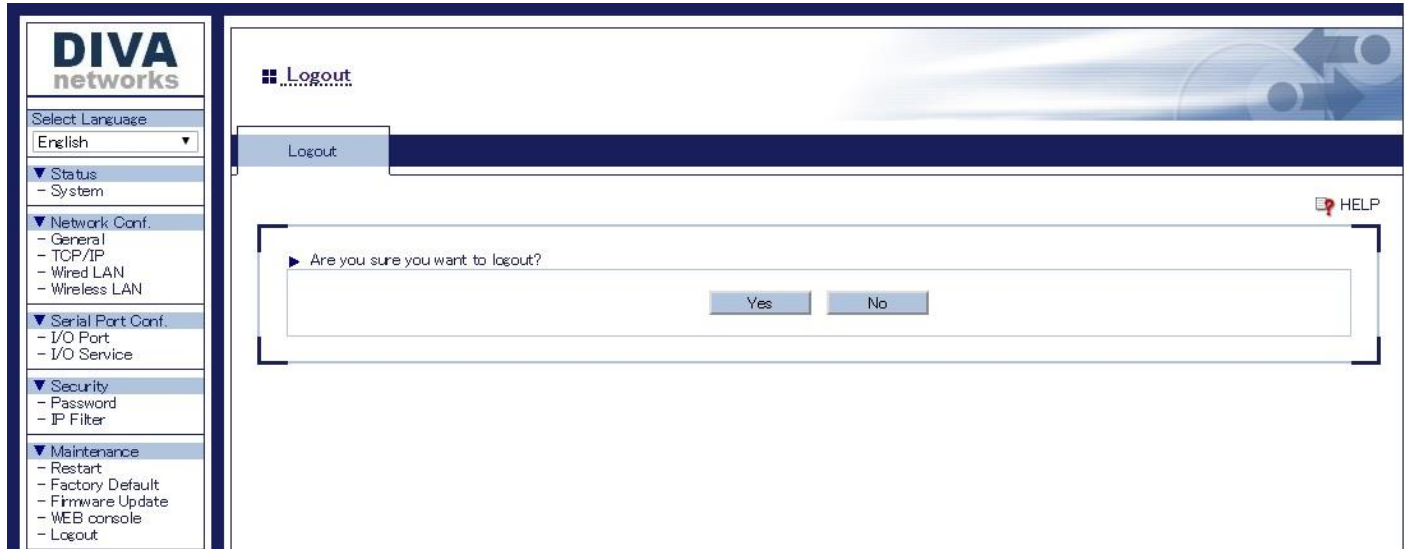 DIVA
networks
Select Language
English
▼ Status
- System
▼ Network Conf.
- General
- TCP/IP
- Wired LAN
- Wireless LAN
▼ Serial Port Conf.
- I/O Port
- I/O Service
▼ Security
- Password
- IP Filter
▼ Maintenance
- Restart
- Factory Default
- Firmware Update
- WEB console
- Logout
Logout
Logout
HELP
Are you sure you want to logout?
Yes No